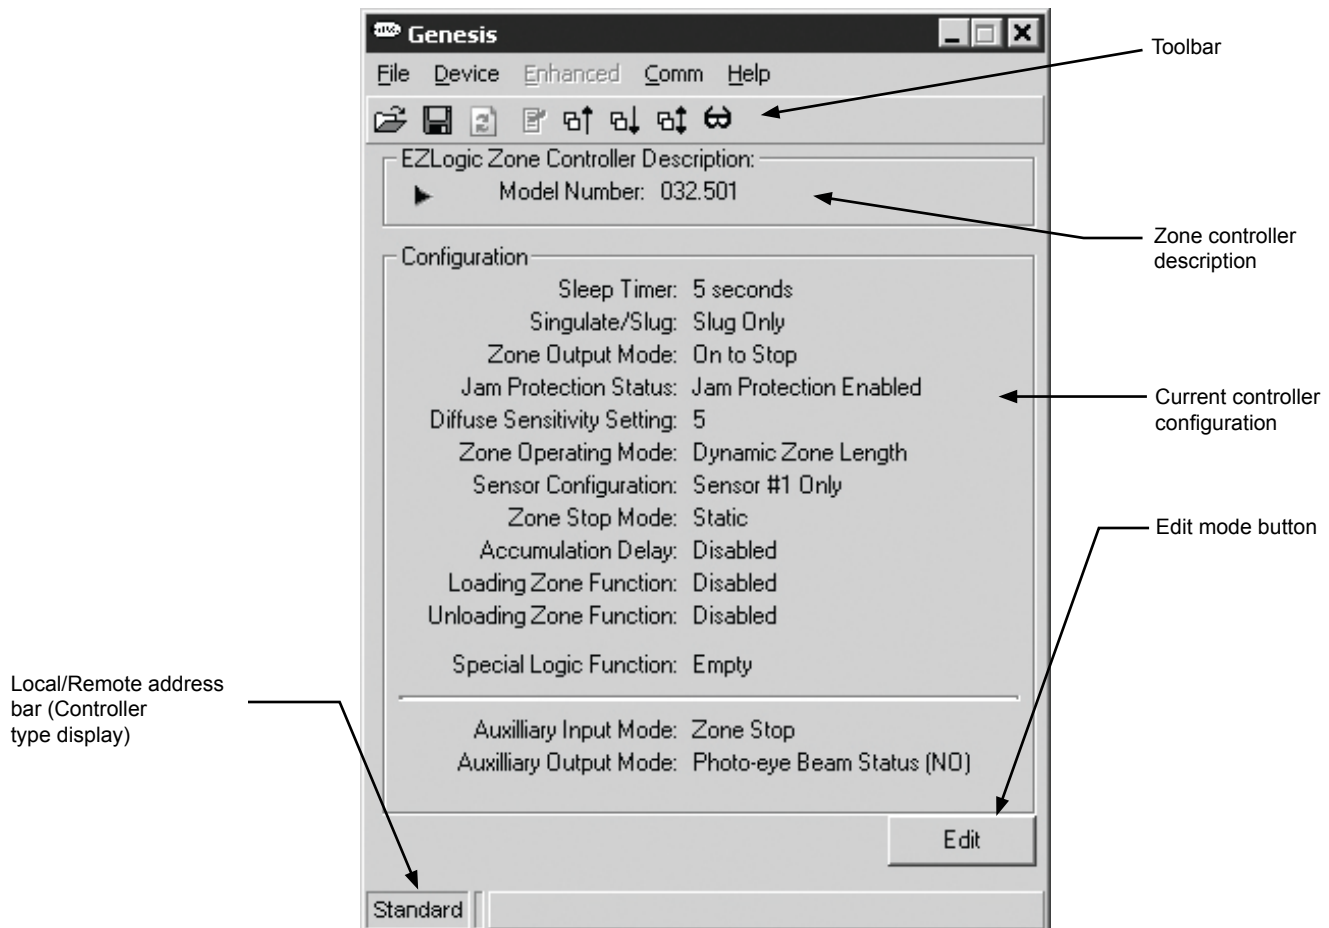 Genesis
File Device Enhanced Comm Help
EZLogic Zone Controller Description:
Model Number: 032.501
Configuration
Sleep Timer: 5 seconds
Singulate/Slug: Slug Only
Zone Output Mode: On to Stop
Jam Protection Status: Jam Protection Enabled
Diffuse Sensitivity Setting: 5
Zone Operating Mode: Dynamic Zone Length
Sensor Configuration: Sensor #1 Only
Zone Stop Mode: Static
Accumulation Delay: Disabled
Loading Zone Function: Disabled
Unloading Zone Function: Disabled
Special Logic Function: Empty
Auxilliary Input Mode: Zone Stop
Auxilliary Output Mode: Photo-eye Beam Status (NO)
Edit
Standard
Toolbar
Zone controller
description
Current controller
configuration
Edit mode button
Local/Remote address
bar (Controller
type display)